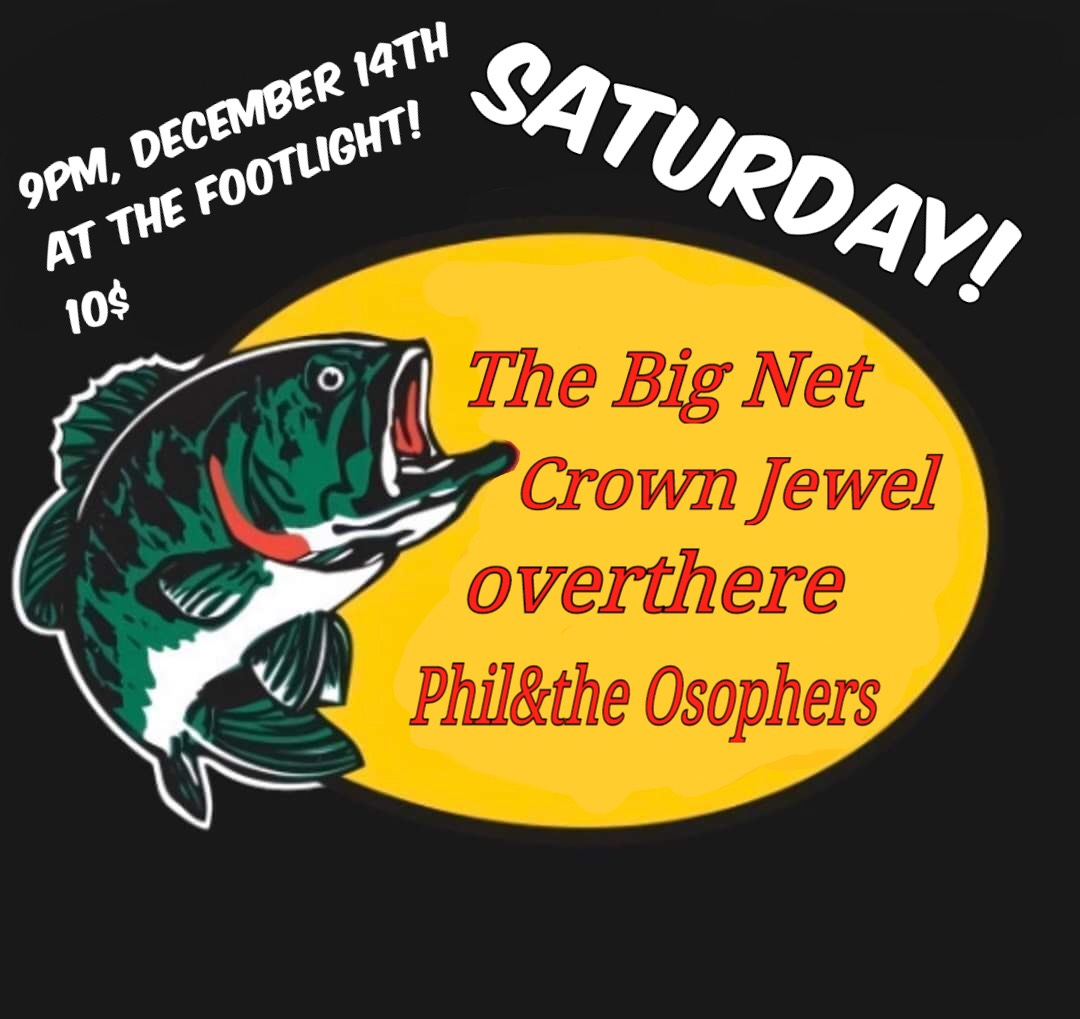 9PM, DECEMBER 14TH
AT THE FOOTLIGHT!
10$
SATURDAY!
The Big Net
Crown Jewel
overthere
Phil&the Osophers